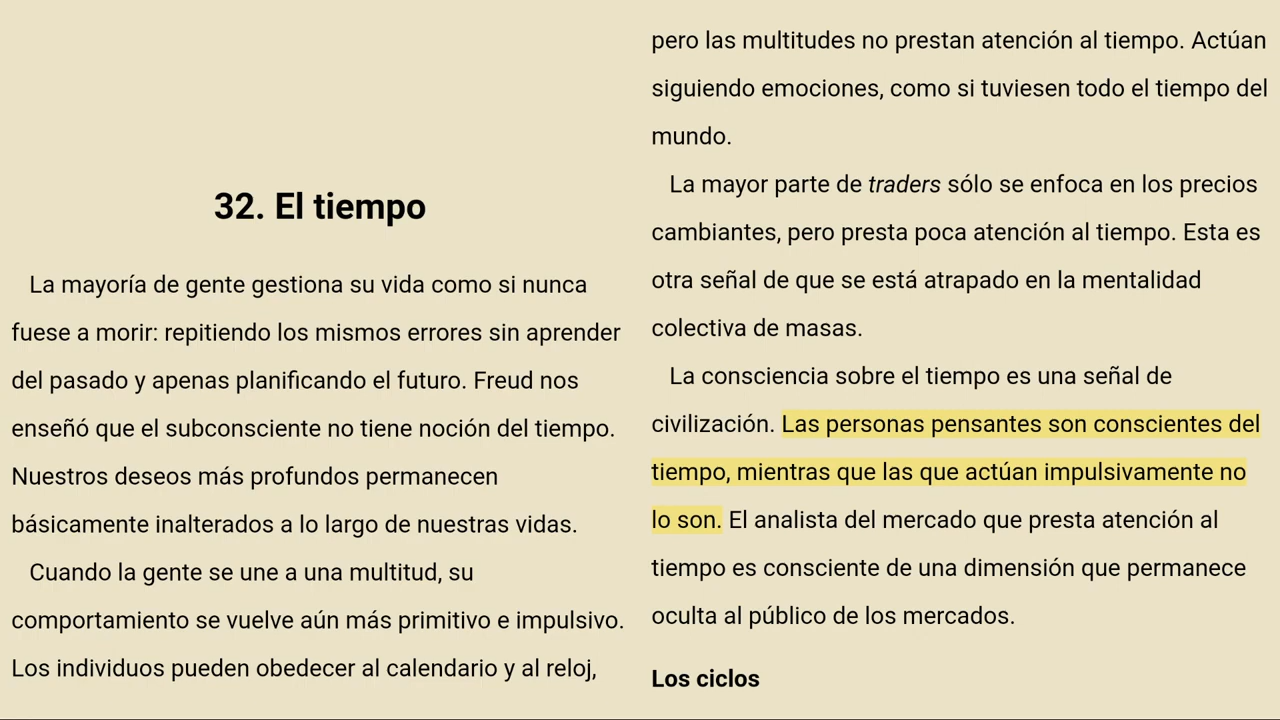 32. El tiempo
La mayoría de gente gestiona su vida como si nunca
fuese a morir: repitiendo los mismos errores sin aprender
del pasado y apenas planificando el futuro. Freud nos
enseñó que el subconsciente no tiene noción del tiempo.
Nuestros deseos más profundos permanecen
básicamente inalterados a lo largo de nuestras vidas.
Cuando la gente se une a una multitud, su
comportamiento se vuelve aún más primitivo e impulsivo.
Los individuos pueden obedecer al calendario y al reloj,
pero las multitudes no prestan atención al tiempo. Actúan
siguiendo emociones, como si tuviesen todo el tiempo del
mundo.
La mayor parte de traders sólo se enfoca en los precios
cambiantes, pero presta poca atención al tiempo. Esta es
otra señal de que se está atrapado en la mentalidad
colectiva de masas.
La consciencia sobre el tiempo es una señal de
civilización. Las personas pensantes son conscientes del
tiempo, mientras que las que actúan impulsivamente no
lo son. El analista del mercado que presta atención al
tiempo es consciente de una dimensión que permanece
oculta al público de los mercados.
Los ciclos